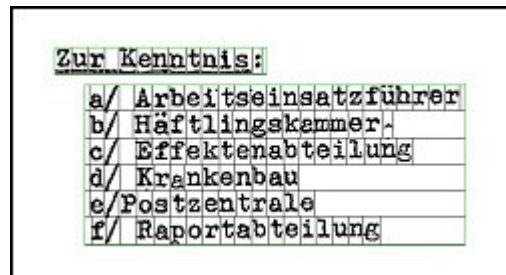 Zur Kenntnis:
a/ Arbeitseinsatzführer
b/ Häftlingskammer-
c/ Effektenabteilung
d/ Krankenbau
e/Postzentrale
f/ Raportabteilung